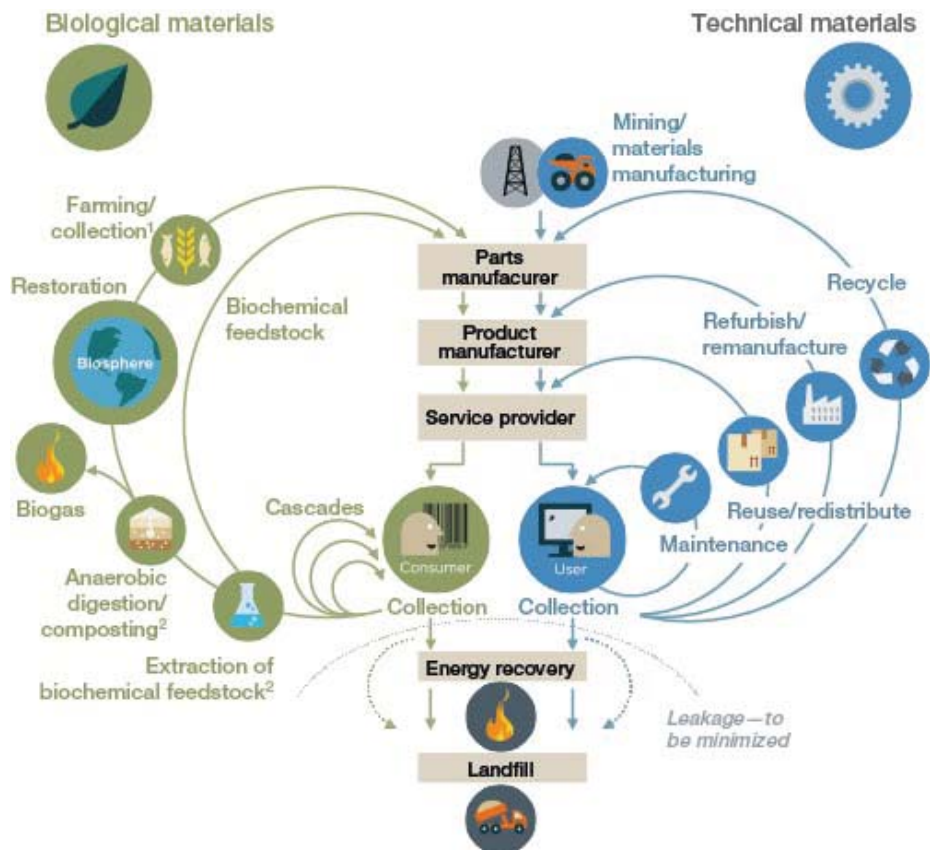 Biological materials
Technical materials
Mining/
materials
manufacturing
Farming/
collection¹
Restoration
Biosphere
Biochemical
feedstock
Parts
manufacurer
Recycle
Product
manufacturer
Refurbish/
remanufacture
Service provider
Biogas
Cascades
Consumer
User
Reuse/redistribute
Maintenance
Anaerobic
digestion/
composting²
Collection
Collection
Extraction of
biochemical feedstock²
Energy recovery
Leakage—to
be minimized
Landfill